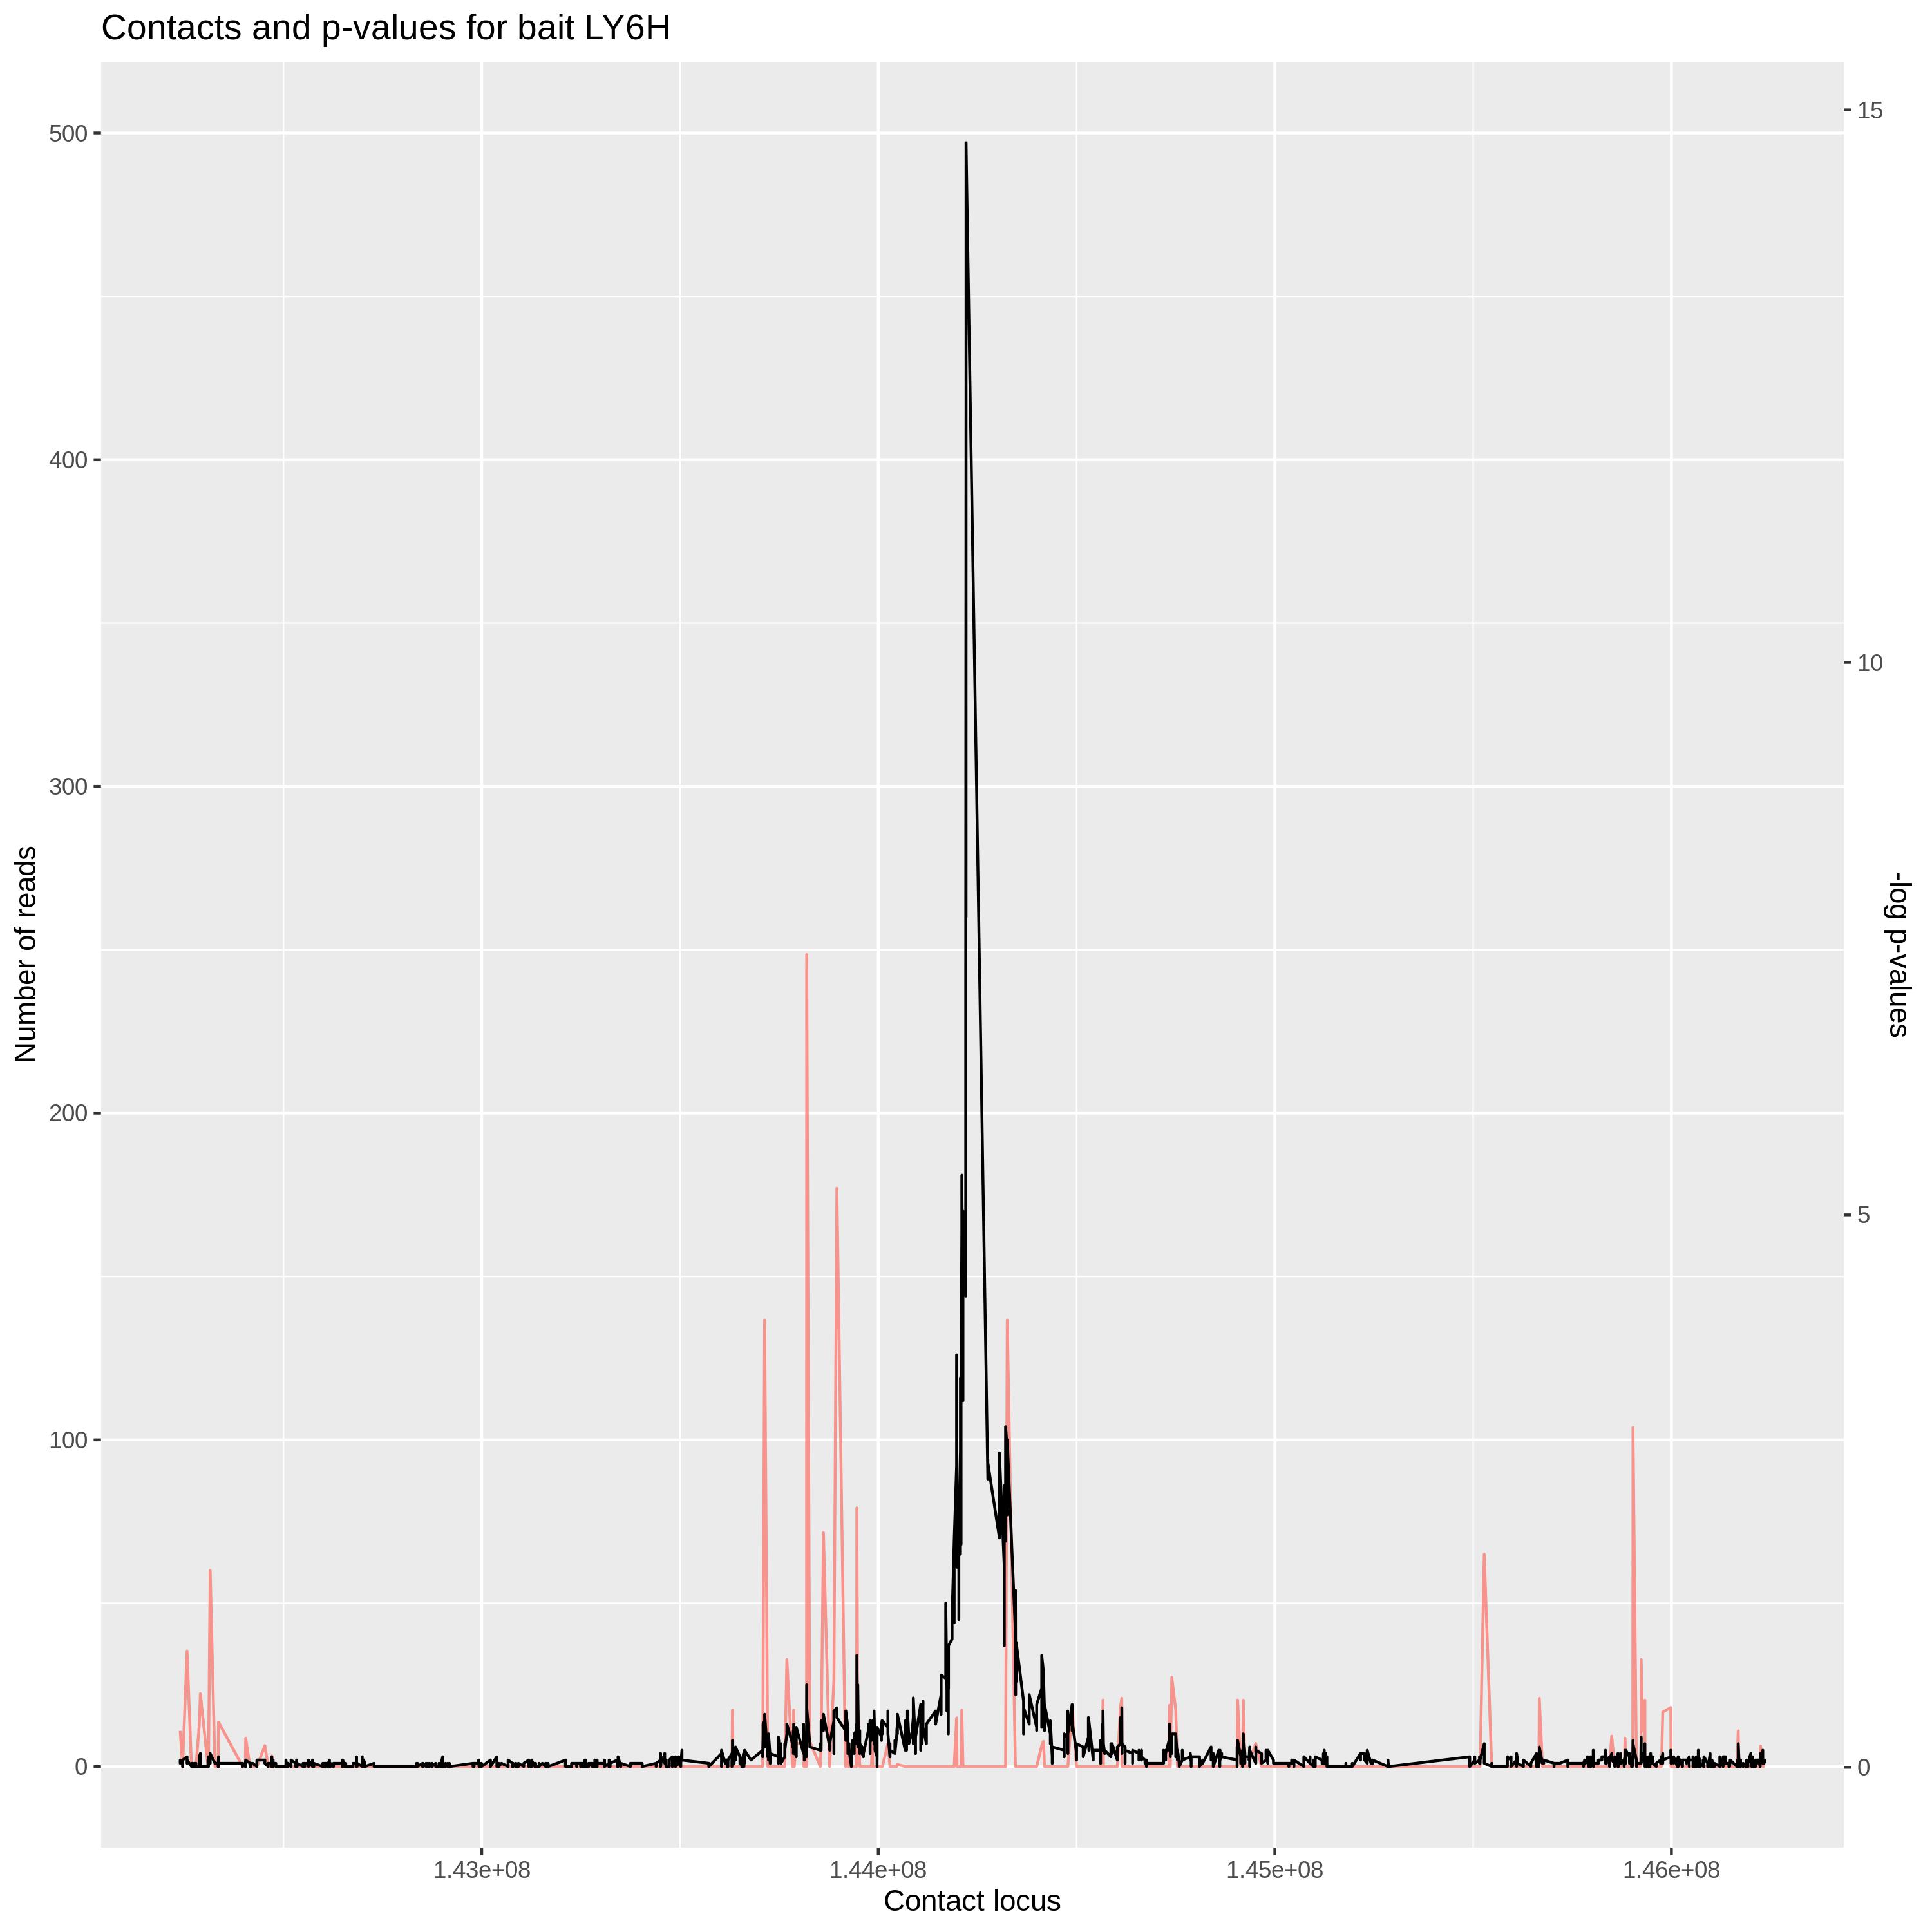 Contacts and p-values for bait LY6H
500
400
300
200
100
0
Number of reads
15
10
5
0
-log p-values
1.43e+08
1.44e+08
1.45e+08
1.46e+08
Contact locus